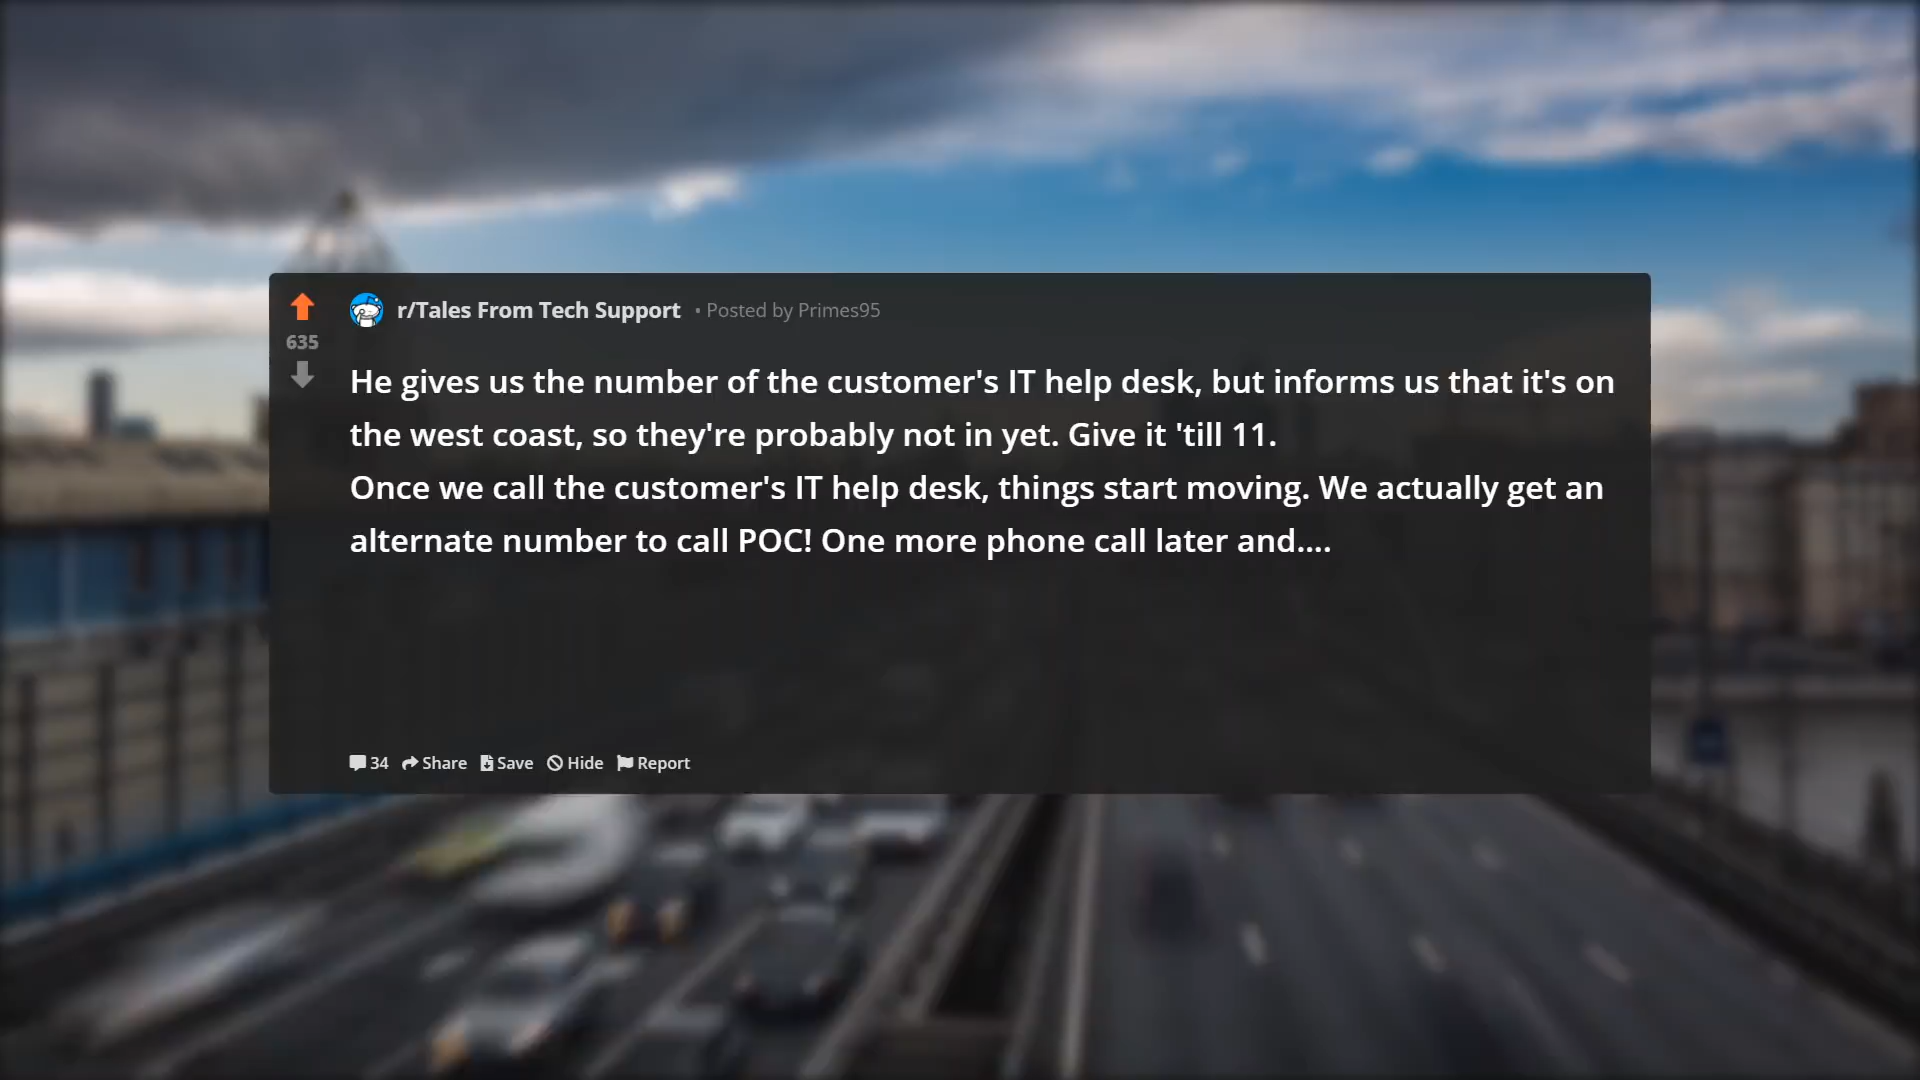 r/Tales From Tech Support • Posted by Primes95
635
He gives us the number of the customer's IT help desk, but informs us that it's on
the west coast, so they're probably not in yet. Give it 'till 11.
Once we call the customer's IT help desk, things start moving. We actually get an
alternate number to call POC! One more phone call later and....
34 Share Save Hide Report